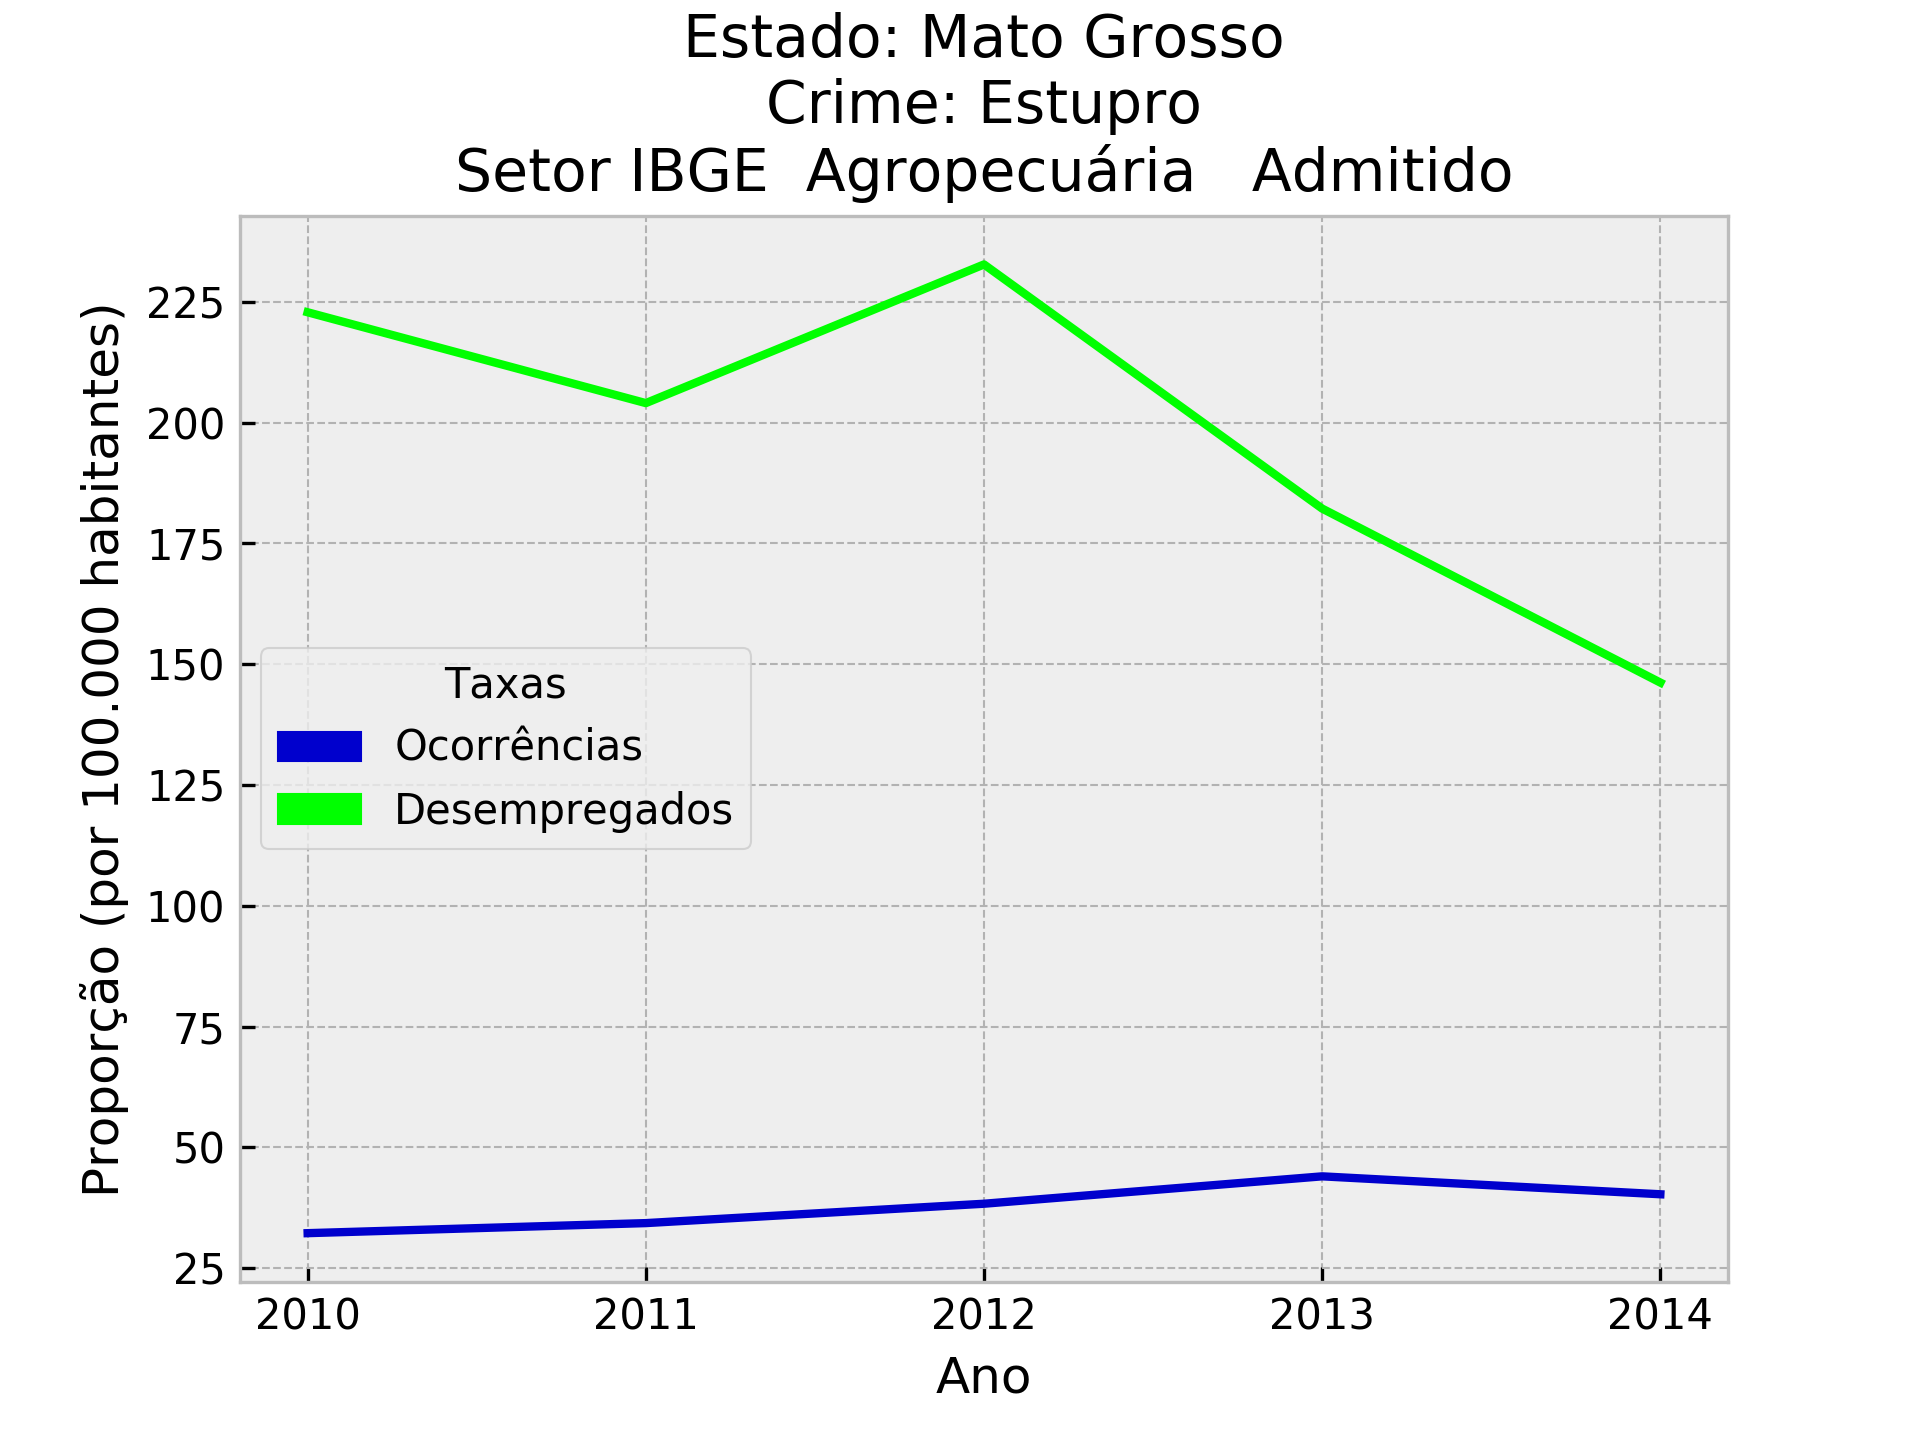 Estado: Mato Grosso
Crime: Estupro
Setor IBGE  Agropecuária   Admitido
Proporção (por 100.000 habitantes)
225
200
175
150
125
100
75
50
25
Taxas
Ocorrências
Desempregados
2010 2011 2012 2013 2014
Ano